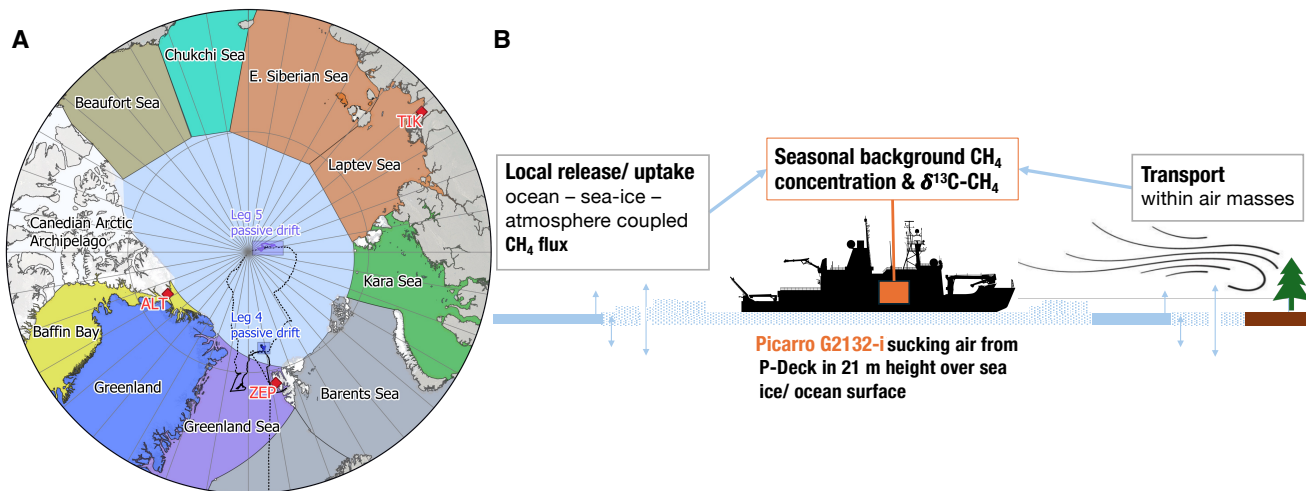 A
Chukchi Sea
E. Siberian Sea
Beaufort Sea
TIK
Laptev Sea
Leg 5
passive drift
Canedian Arctic
Archipelago
Kara Sea
ALT
Leg 4
passive drift
Baffin Bay
Greenland
ZEP
Barents Sea
Greenland Sea
B
Local release/ uptake
ocean – sea-ice –
atmosphere coupled
CH₄ flux
Seasonal background CH₄
concentration & δ¹³C-CH₄
Transport
within air masses
Picarro G2132-i sucking air from
P-Deck in 21 m height over sea
ice/ ocean surface